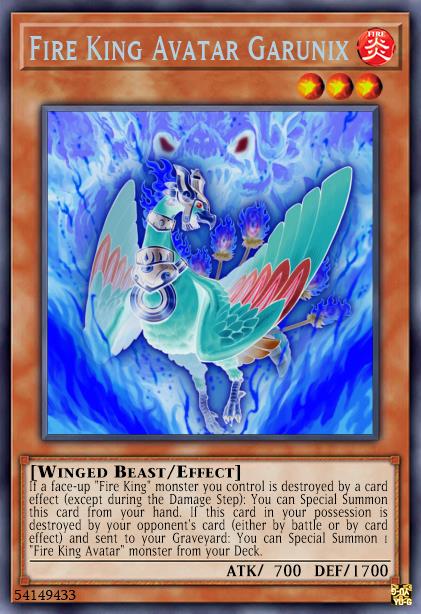 FIRE KING AVATAR GARUNIX
FIRE
炎
[WINGED BEAST/EFFECT]
If a face-up "Fire King" monster you control is destroyed by a card
effect (except during the Damage Step): You can Special Summon
this card from your hand. If this card in your possession is
destroyed by your opponent's card (either by battle or by card
effect) and sent to your Graveyard: You can Special Summon 1
"Fire King Avatar" monster from your Deck.
ATK/ 700 DEF/1700
54149433